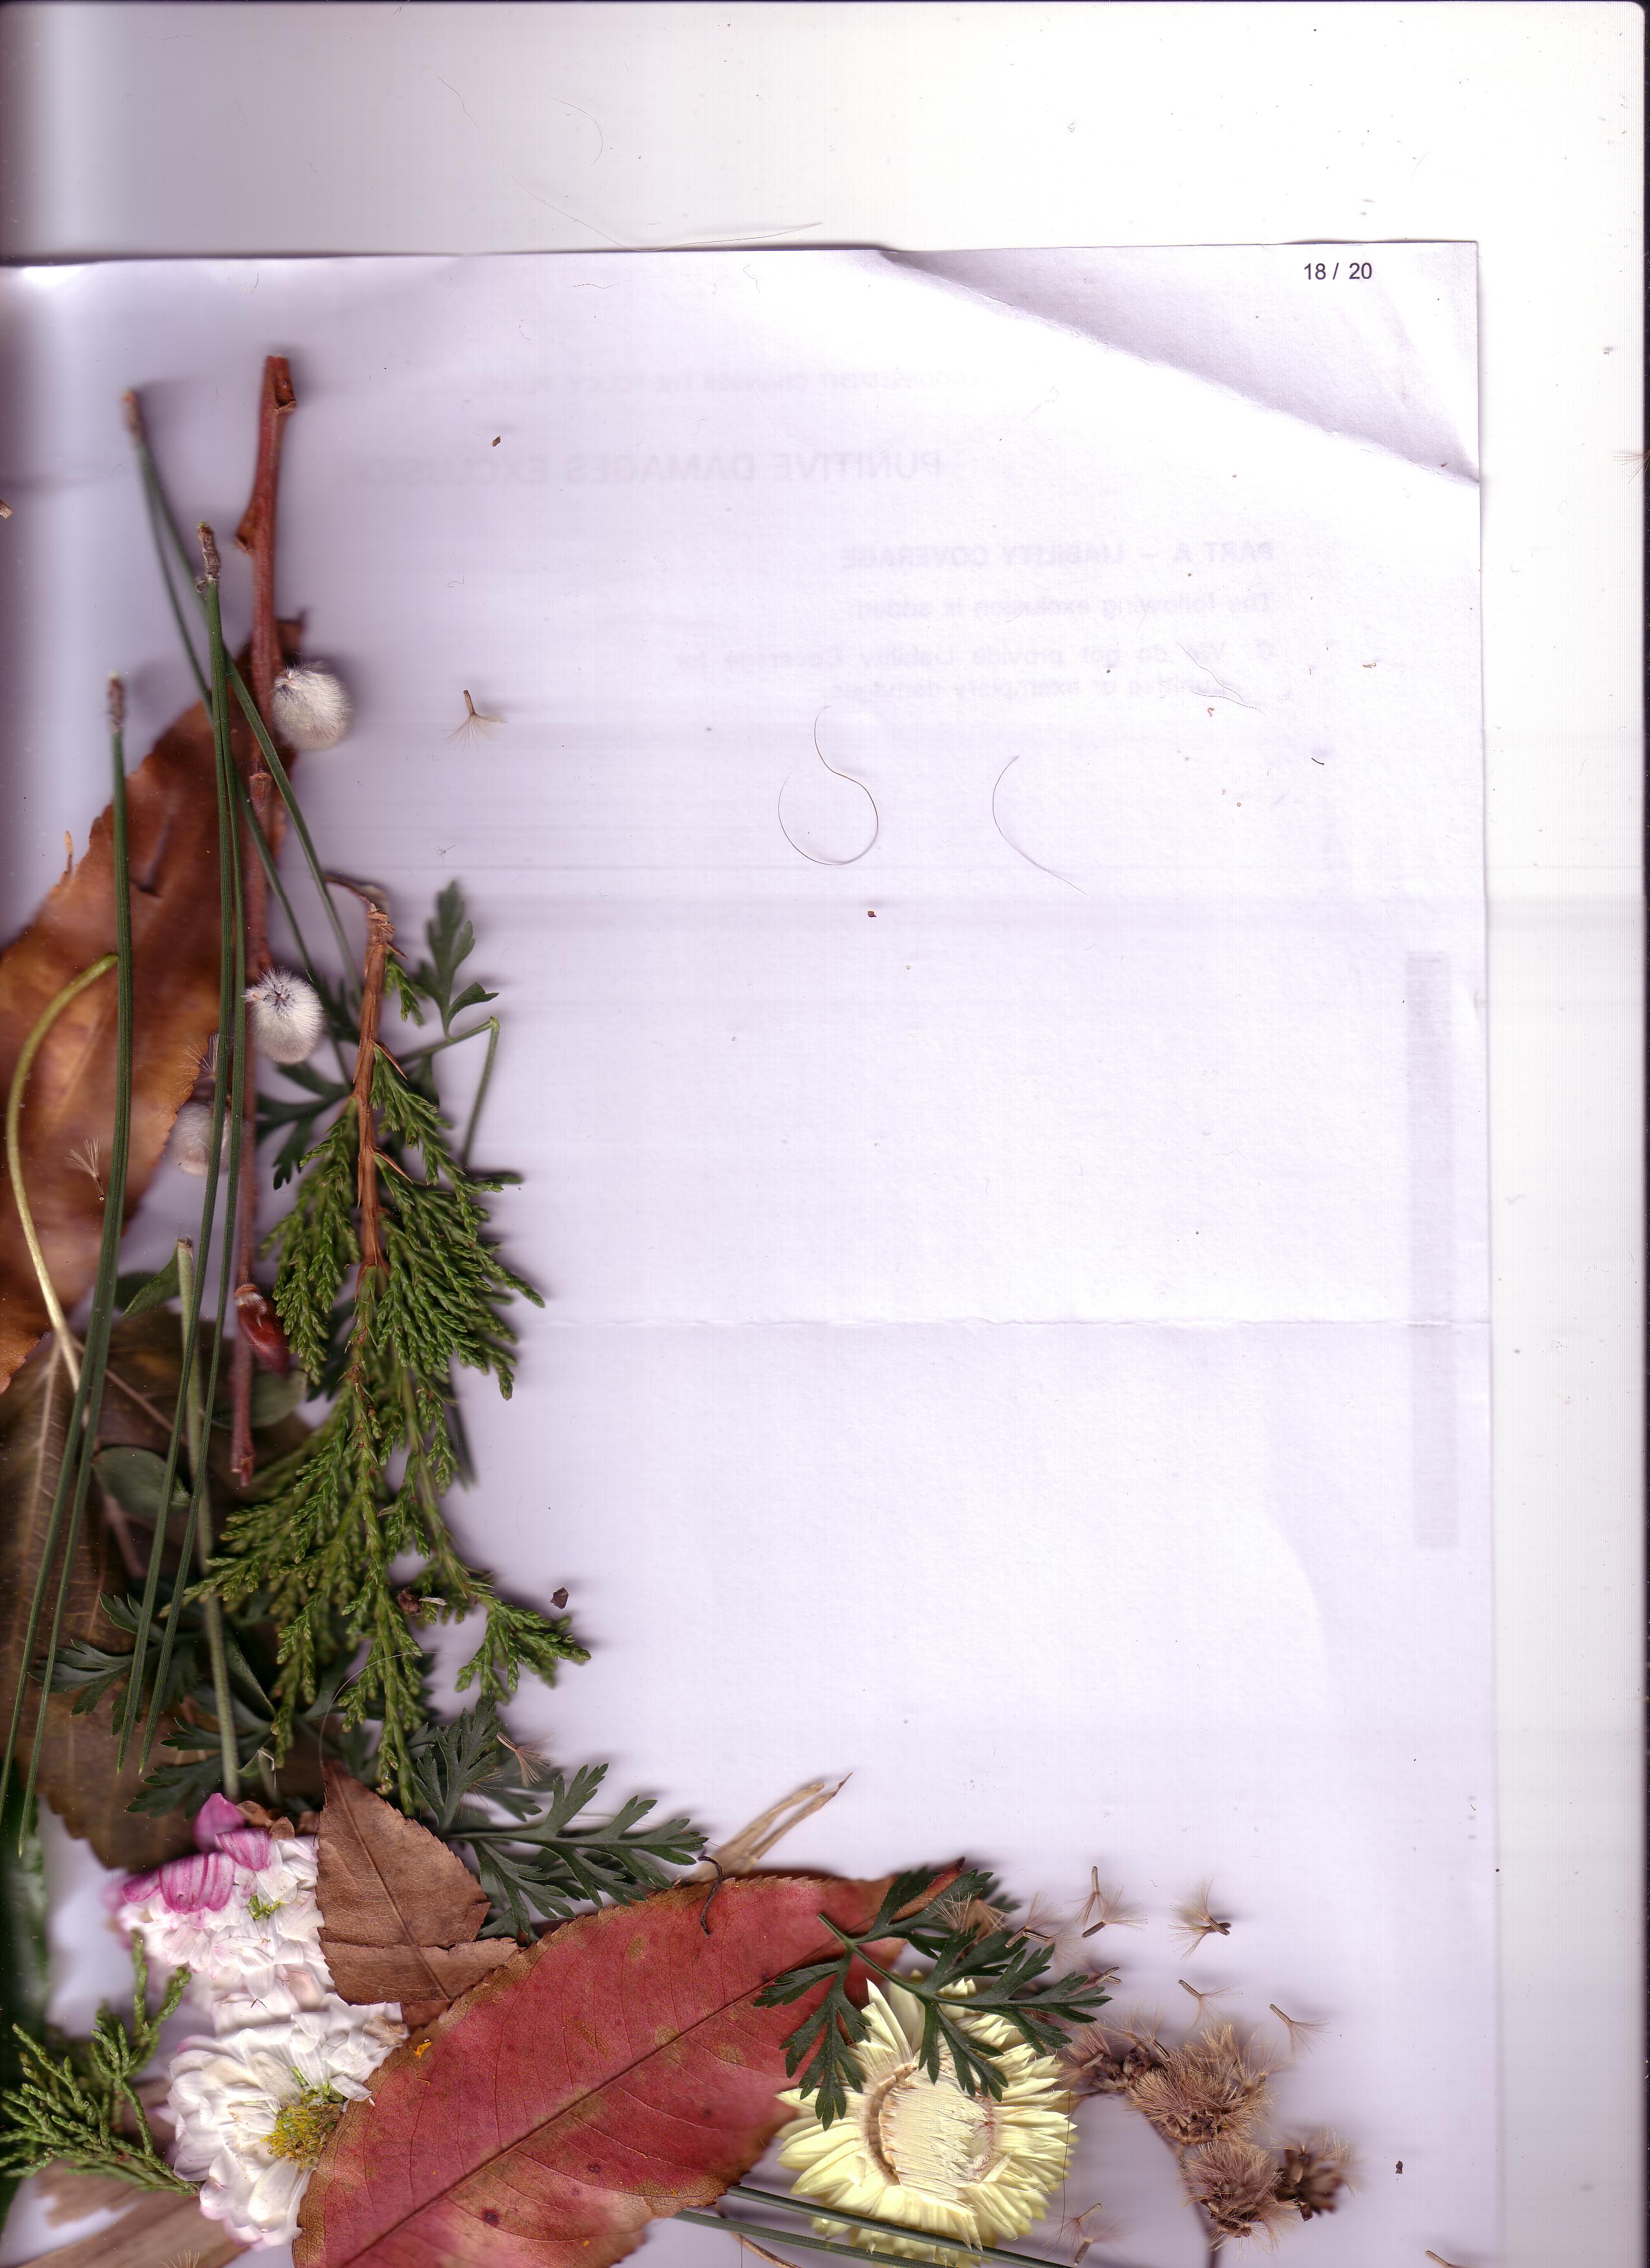 18 / 20
PUNITIVE DAMAGES EXCLUSION
PART A – LIABILITY COVERAGE
The following exclusion is added:
We do not provide Liability Coverage for
punitive or exemplary damages.